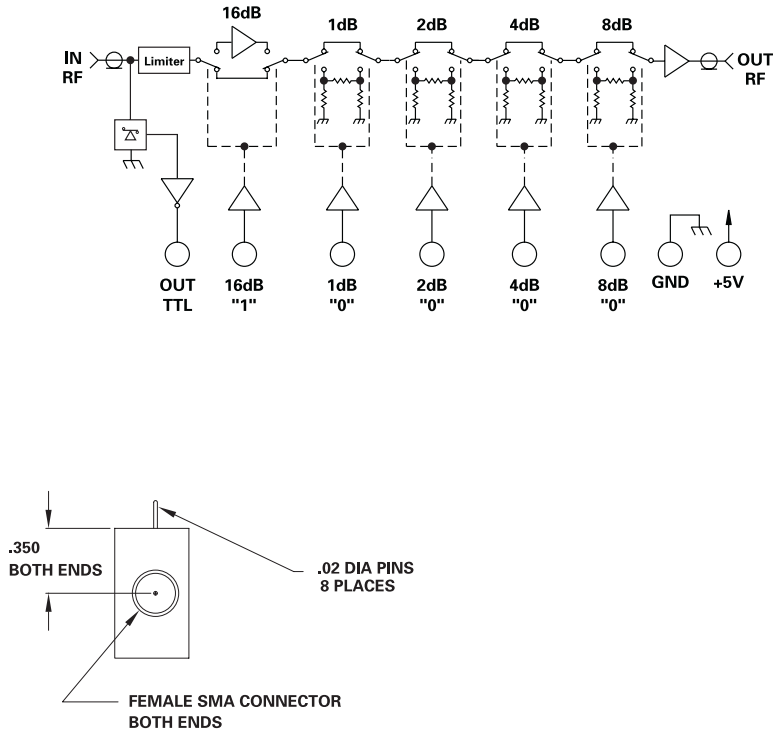 16dB 1dB 2dB 4dB 8dB
IN
RF
Limiter
OUT
RF
OUT
TTL
16dB
"1"
1dB
"0"
2dB
"0"
4dB
"0"
8dB
"0"
GND
+5V
.350
BOTH ENDS
.02 DIA PINS
8 PLACES
FEMALE SMA CONNECTOR
BOTH ENDS